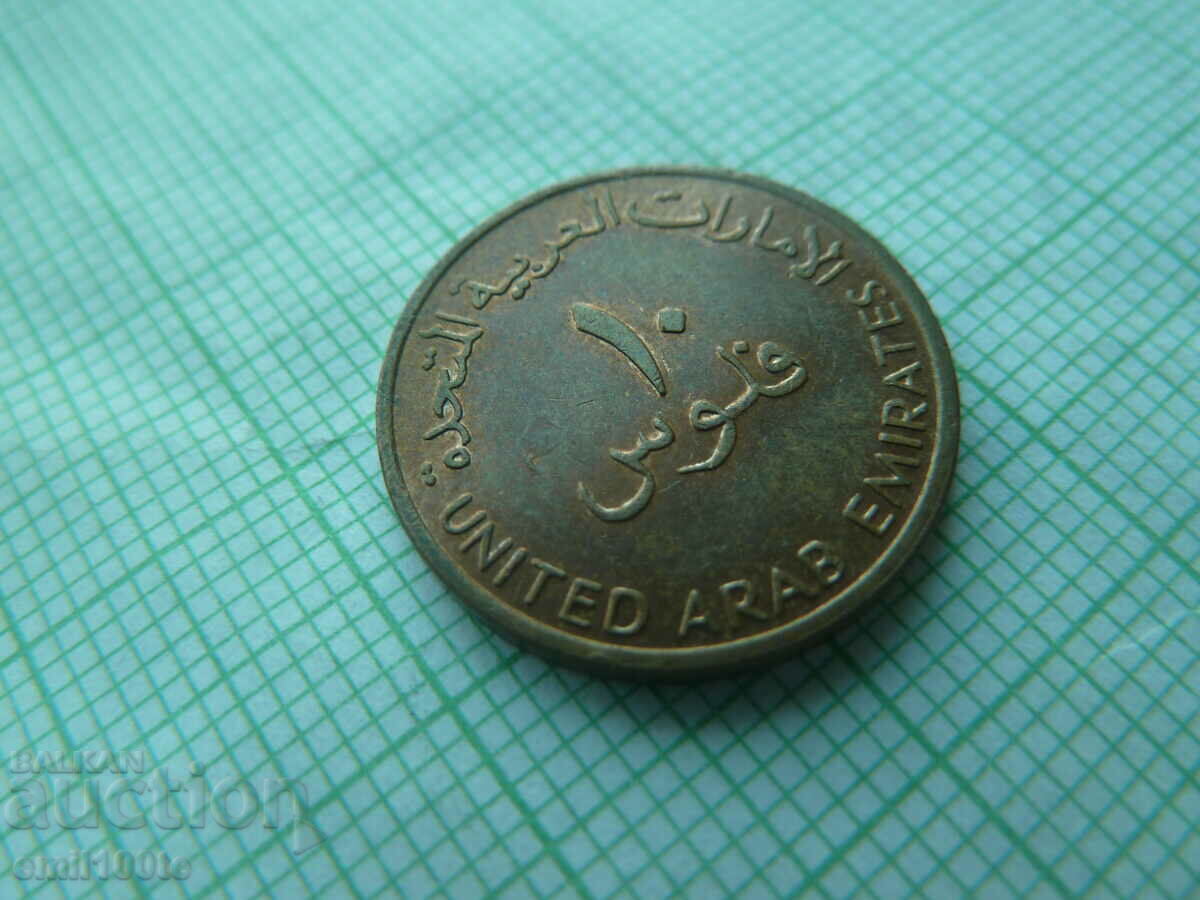 الإمارات العربية المتحدة
١٠
فلوس
UNITED ARAB EMIRATES
BALKAN
auction
emil100te